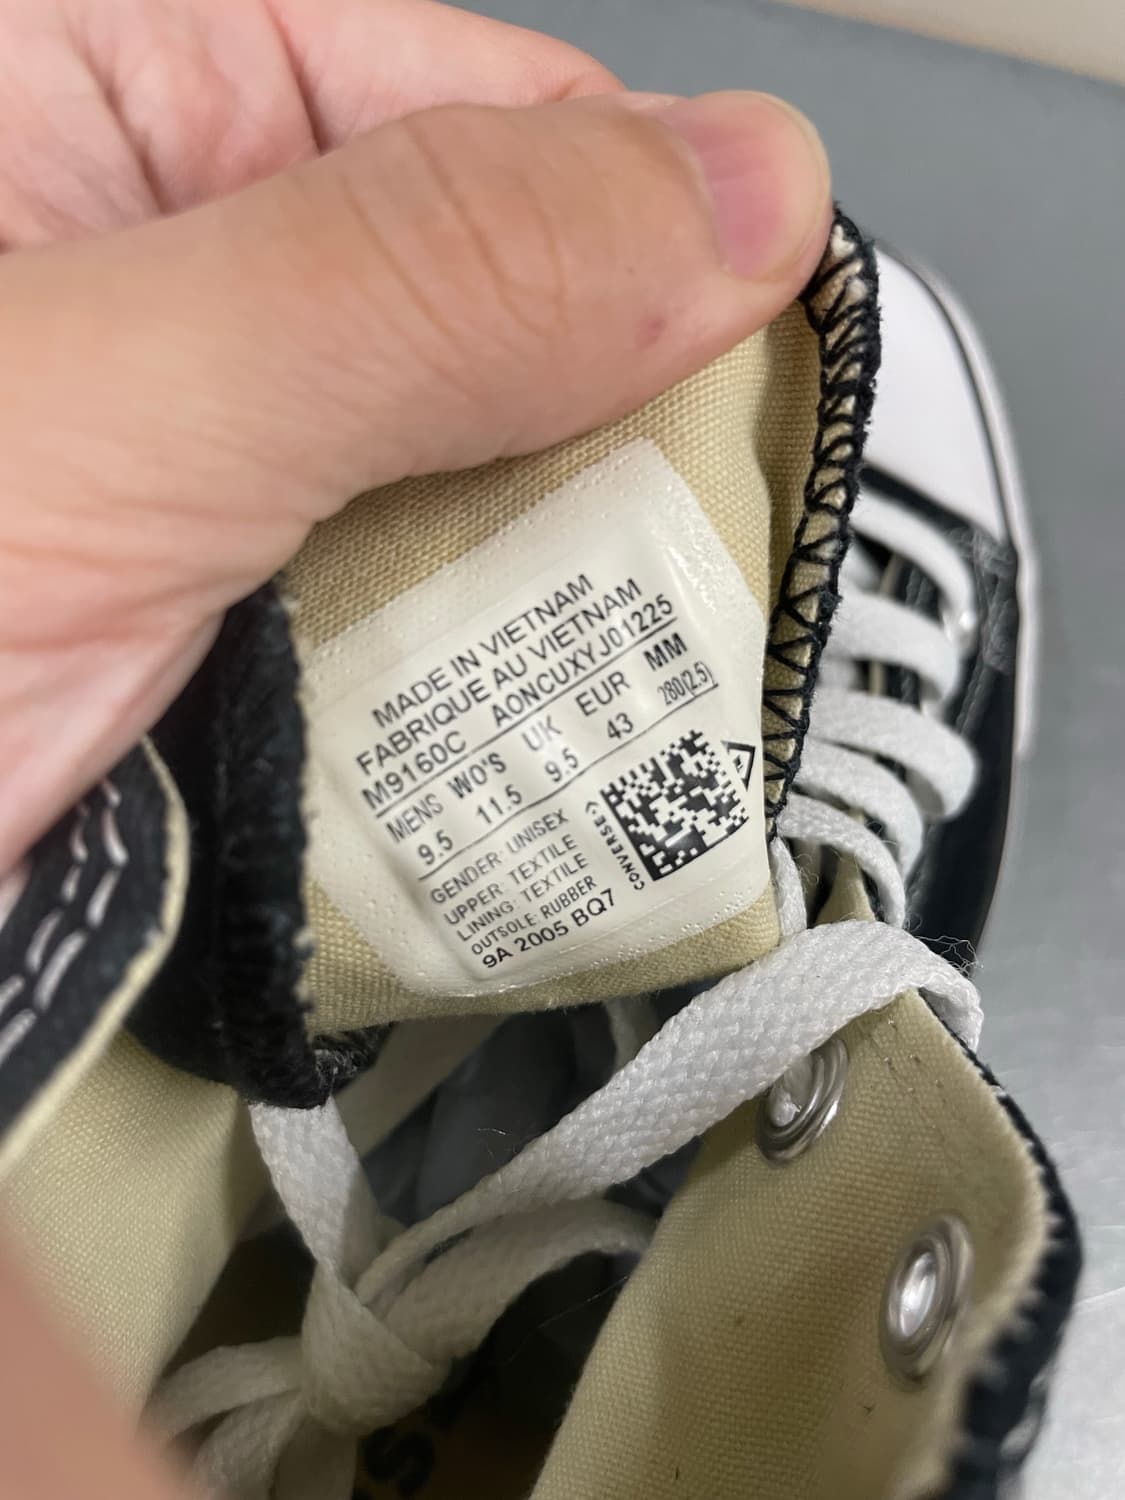 MADE IN VIETNAM
FABRIQUE AU VIETNAM
M9160C AONCUXYJ01225
MENS WO'S UK EUR MM
9.5 11.5 9.5 43 280(2.5)
GENDER: UNISEX
UPPER: TEXTILE
LINING: TEXTILE
OUTSOLE: RUBBER
9A 2005 BQ7
CONVERSE